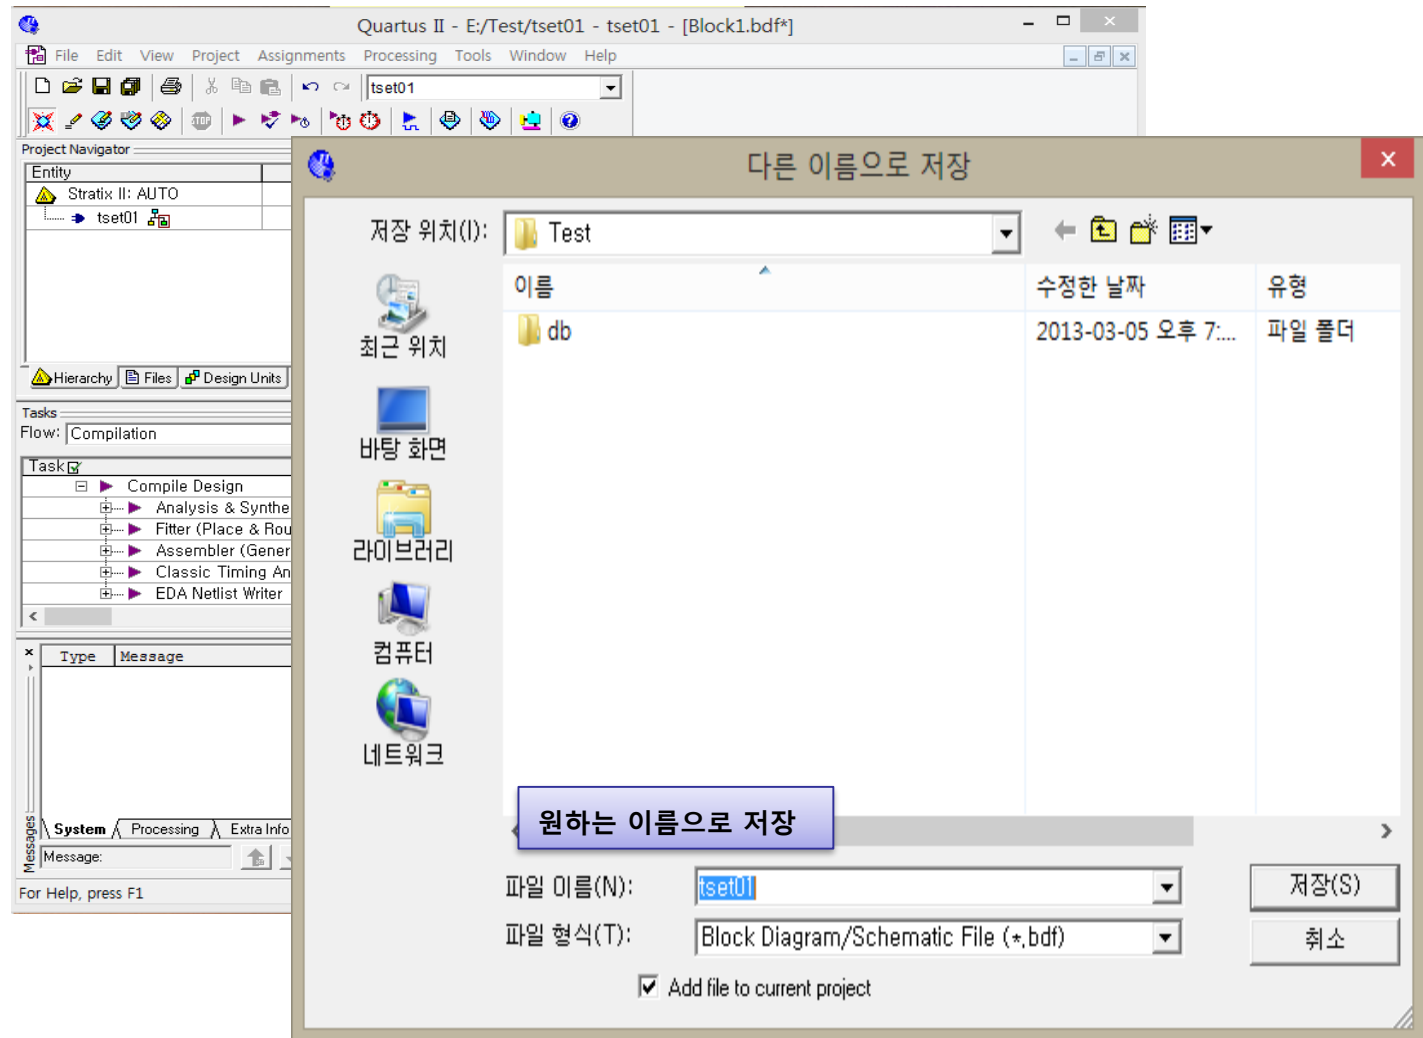 Quartus II - E:/Test/tset01 - tset01 - [Block1.bdf*]
File Edit View Project Assignments Processing Tools Window Help
tset01
Project Navigator
Entity
Stratix II: AUTO
tset01
Hierarchy Files Design Units
Tasks
Flow: Compilation
Task
Compile Design
Analysis & Synthe
Fitter (Place & Rou
Assembler (Gener
Classic Timing An
EDA Netlist Writer
Type Message
System Processing Extra Info
Messages
Message:
For Help, press F1
다른 이름으로 저장
저장 위치(I): Test
이름 수정한 날짜 유형
db 2013-03-05 오후 7:... 파일 폴더
최근 위치
바탕 화면
라이브러리
컴퓨터
네트워크
원하는 이름으로 저장
파일 이름(N): tset01 저장(S)
파일 형식(T): Block Diagram/Schematic File (*.bdf) 취소
Add file to current project